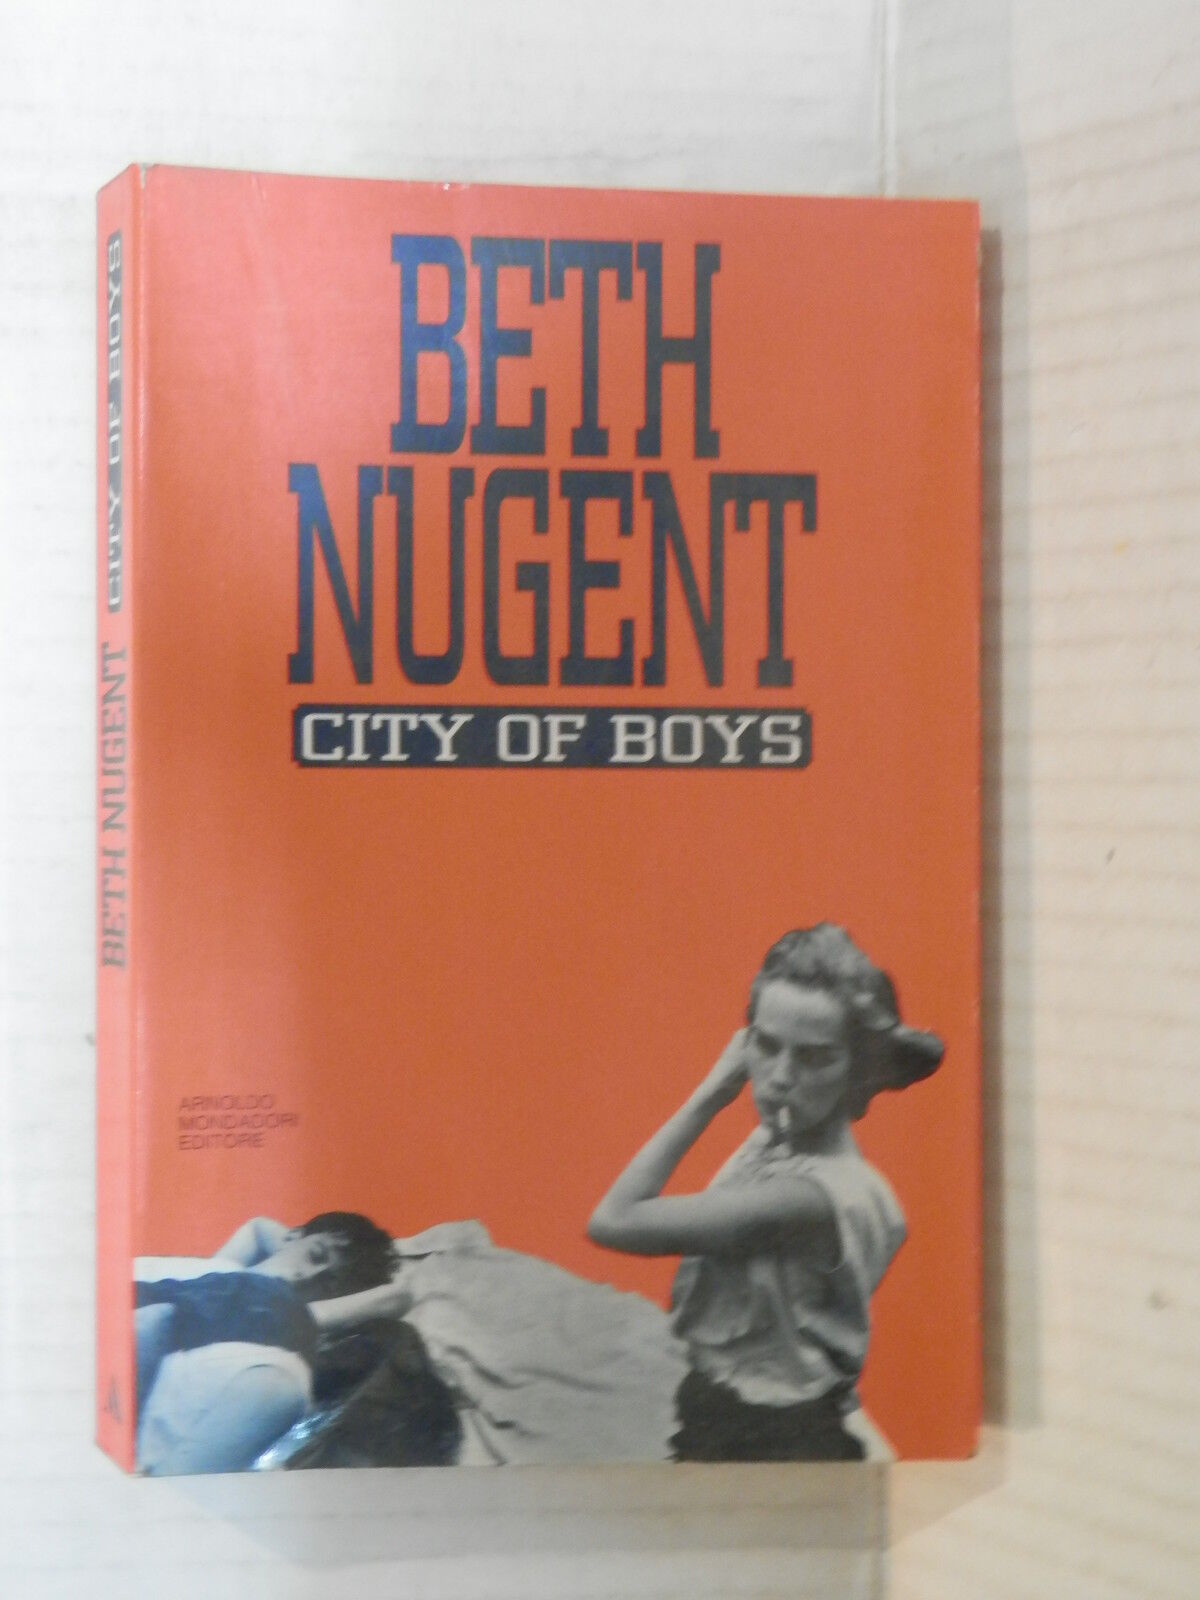 BETH
NUGENT
CITY OF BOYS
ARNOLDO
MONDADORI
EDITORE
BETH NUGENT CITY OF BOYS